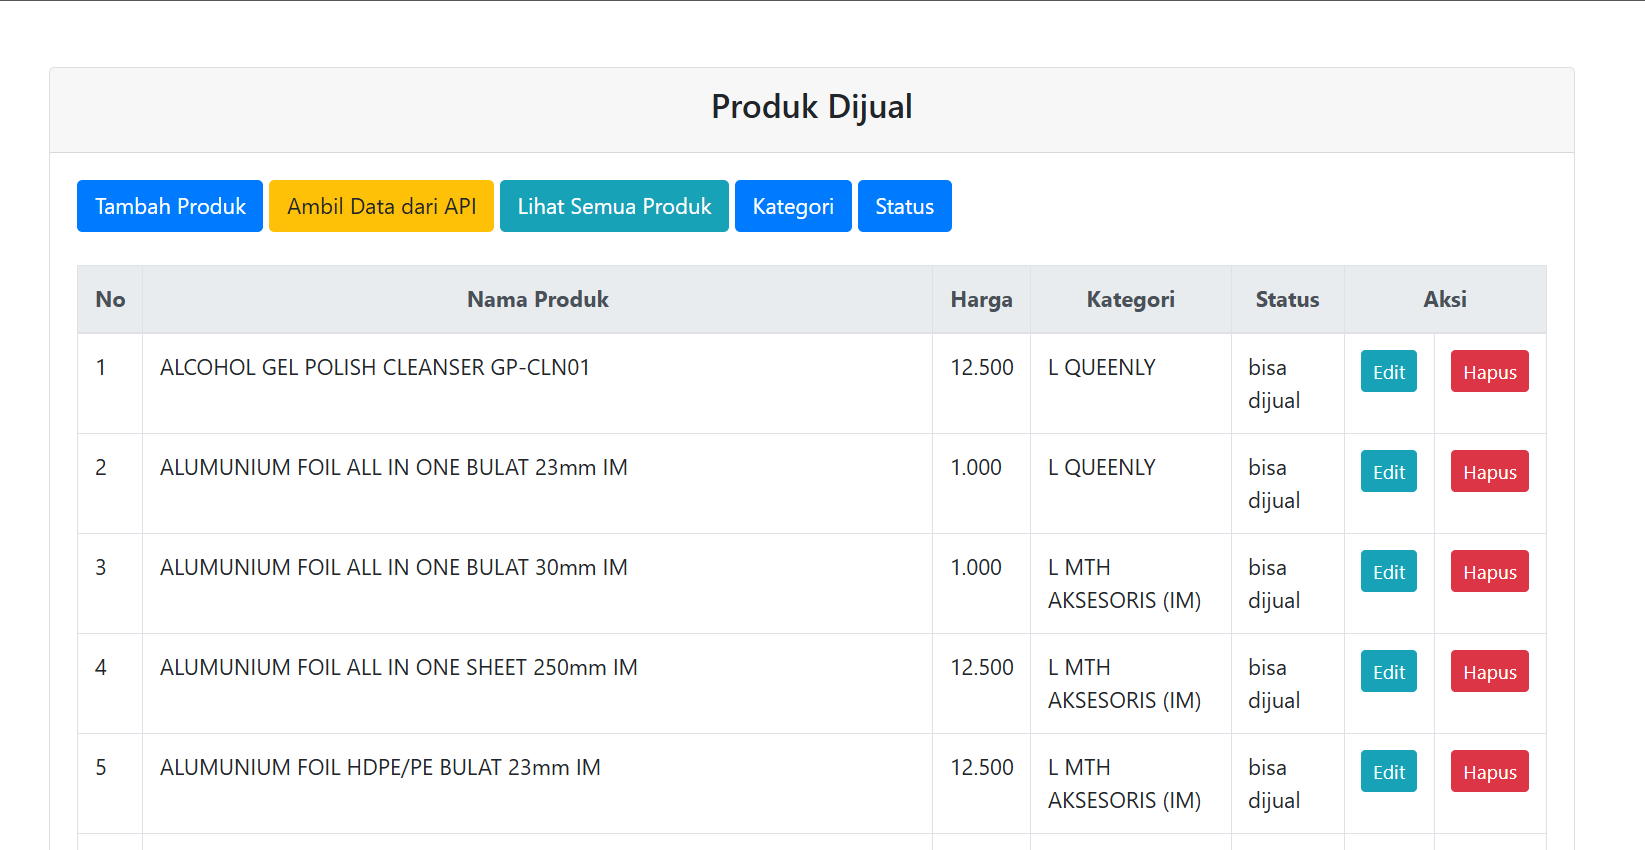 Produk Dijual
Tambah Produk Ambil Data dari API Lihat Semua Produk Kategori Status
No Nama Produk Harga Kategori Status Aksi
1 ALCOHOL GEL POLISH CLEANSER GP-CLN01 12.500 L QUEENLY bisa dijual Edit Hapus
2 ALUMUNIUM FOIL ALL IN ONE BULAT 23mm IM 1.000 L QUEENLY bisa dijual Edit Hapus
3 ALUMUNIUM FOIL ALL IN ONE BULAT 30mm IM 1.000 L MTH AKSESORIS (IM) bisa dijual Edit Hapus
4 ALUMUNIUM FOIL ALL IN ONE SHEET 250mm IM 12.500 L MTH AKSESORIS (IM) bisa dijual Edit Hapus
5 ALUMUNIUM FOIL HDPE/PE BULAT 23mm IM 12.500 L MTH AKSESORIS (IM) bisa dijual Edit Hapus